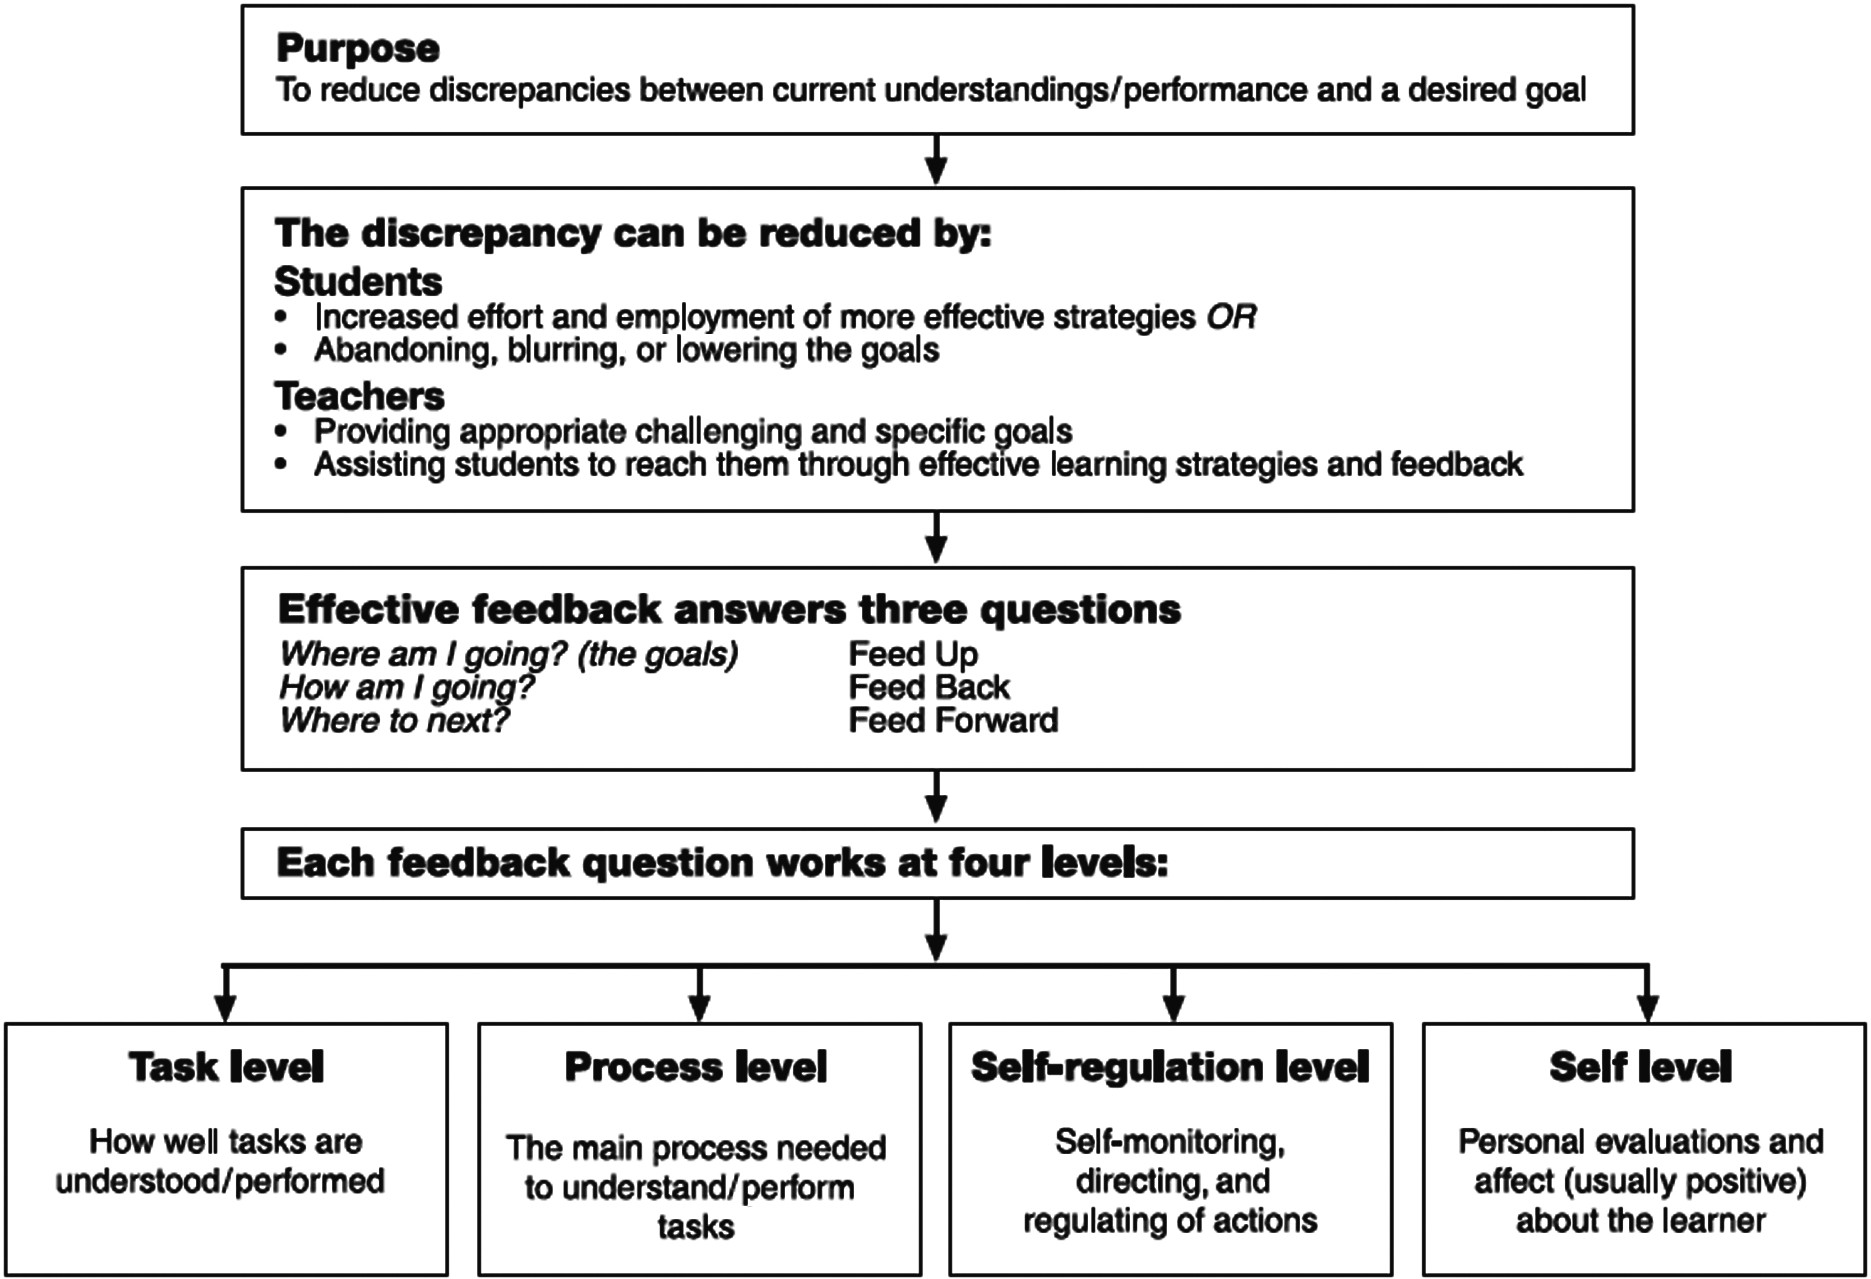 Purpose
To reduce discrepancies between current understandings/performance and a desired goal
The discrepancy can be reduced by:
Students
• Increased effort and employment of more effective strategies OR
• Abandoning, blurring, or lowering the goals
Teachers
• Providing appropriate challenging and specific goals
• Assisting students to reach them through effective learning strategies and feedback
Effective feedback answers three questions
Where am I going? (the goals) Feed Up
How am I going? Feed Back
Where to next? Feed Forward
Each feedback question works at four levels:
Task level
How well tasks are
understood/performed
Process level
The main process needed
to understand/perform
tasks
Self-regulation level
Self-monitoring,
directing, and
regulating of actions
Self level
Personal evaluations and
affect (usually positive)
about the learner